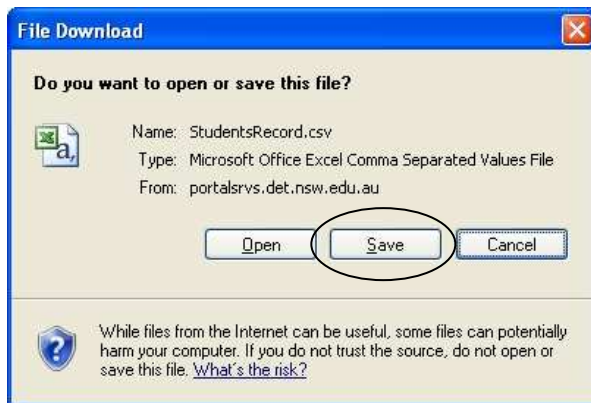 File Download
Do you want to open or save this file?
Name: StudentsRecord.csv
Type: Microsoft Office Excel Comma Separated Values File
From: portalsrvs.det.nsw.edu.au
Open Save Cancel
While files from the Internet can be useful, some files can potentially
harm your computer. If you do not trust the source, do not open or
save this file. What's the risk?